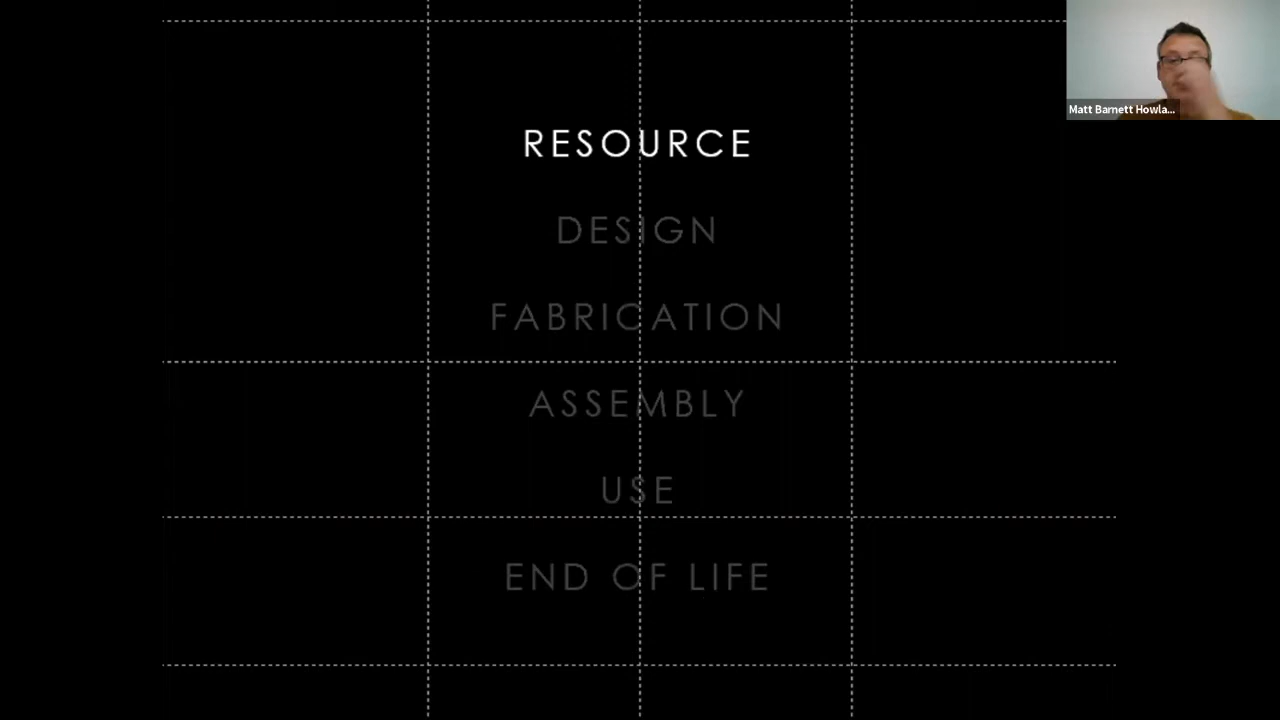 Matt Barnett Howla...
RESOURCE
DESIGN
FABRICATION
ASSEMBLY
USE
END OF LIFE